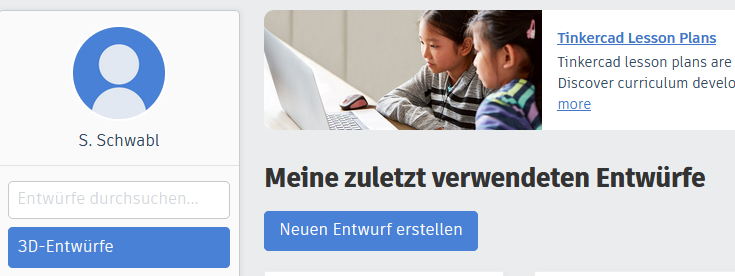 S. Schwabl
Entwürfe durchsuchen...
3D-Entwürfe
Tinkercad Lesson Plans
Tinkercad lesson plans are
Discover curriculum develo
more
Meine zuletzt verwendeten Entwürfe
Neuen Entwurf erstellen